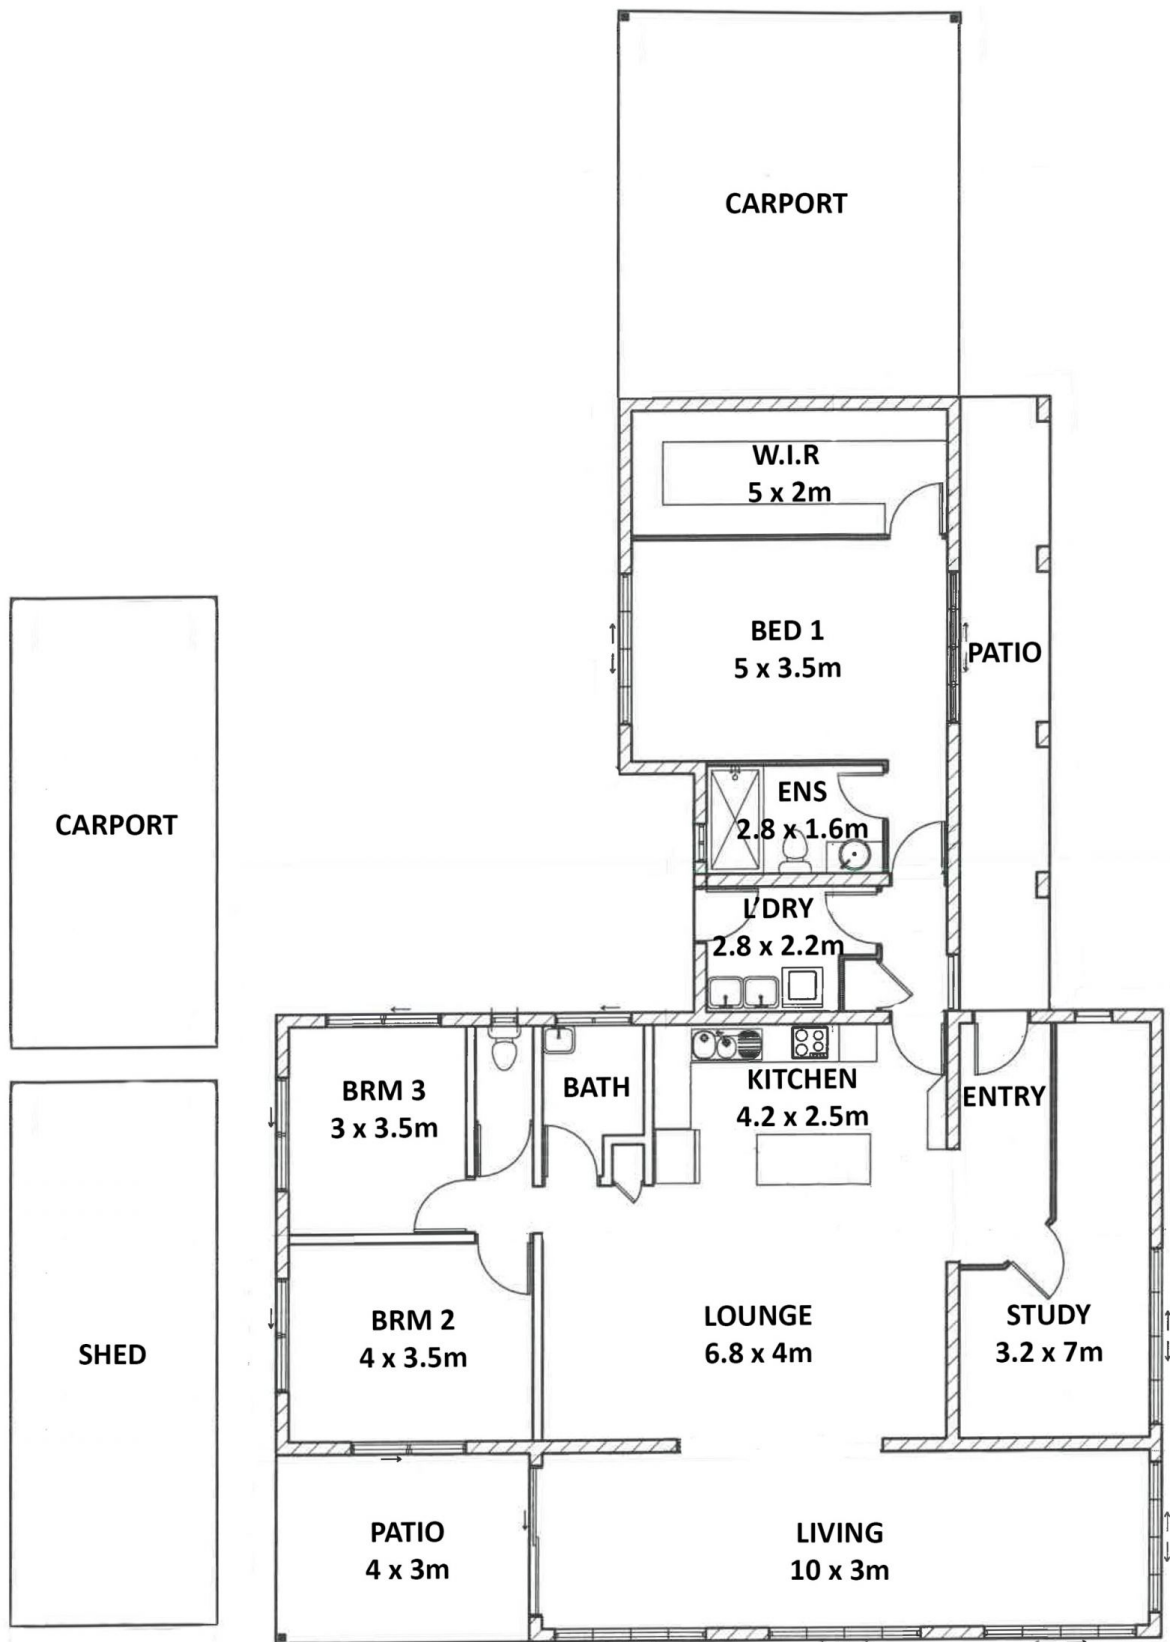 CARPORT
W.I.R
5 x 2m
BED 1
5 x 3.5m
PATIO
CARPORT
ENS
2.8 x 1.6m
L'DRY
2.8 x 2.2m
BRM 3
3 x 3.5m
BATH
KITCHEN
4.2 x 2.5m
ENTRY
SHED
BRM 2
4 x 3.5m
LOUNGE
6.8 x 4m
STUDY
3.2 x 7m
PATIO
4 x 3m
LIVING
10 x 3m